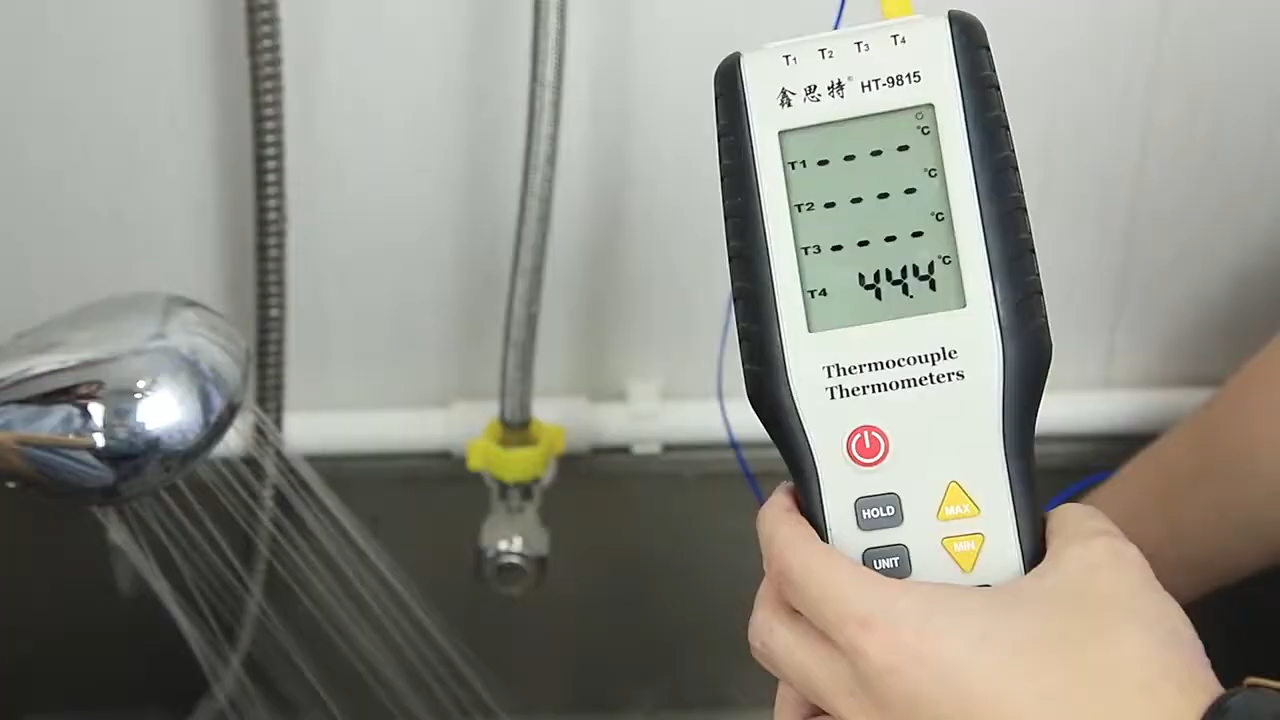 T1 T2 T3 T4
鑫思特® HT-9815
°C
T1 - - - -
°C
T2 - - - -
°C
T3 - - - -
°C
T4 44.4
Thermocouple
Thermometers
HOLD
MAX
UNIT
MIN